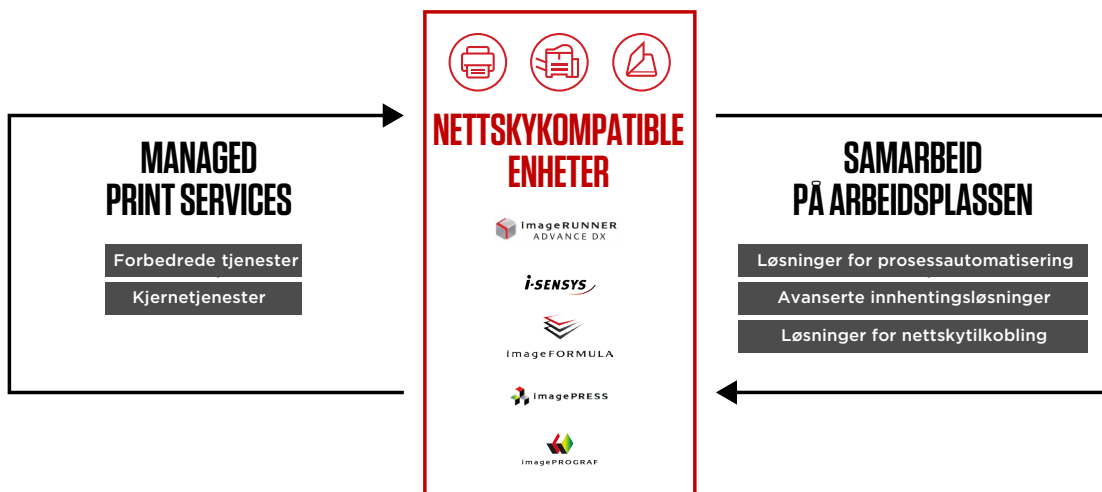 MANAGED
PRINT SERVICES
Forbedrede tjenester
Kjernetjenester
NETTSKYKOMPATIBLE
ENHETER
imageRUNNER
ADVANCE DX
i-SENSYS
imageFORMULA
imagePRESS
imagePROGRAF
SAMARBEID
PÅ ARBEIDSPLASSEN
Løsninger for prosessautomatisering
Avanserte innhentingsløsninger
Løsninger for nettskytilkobling